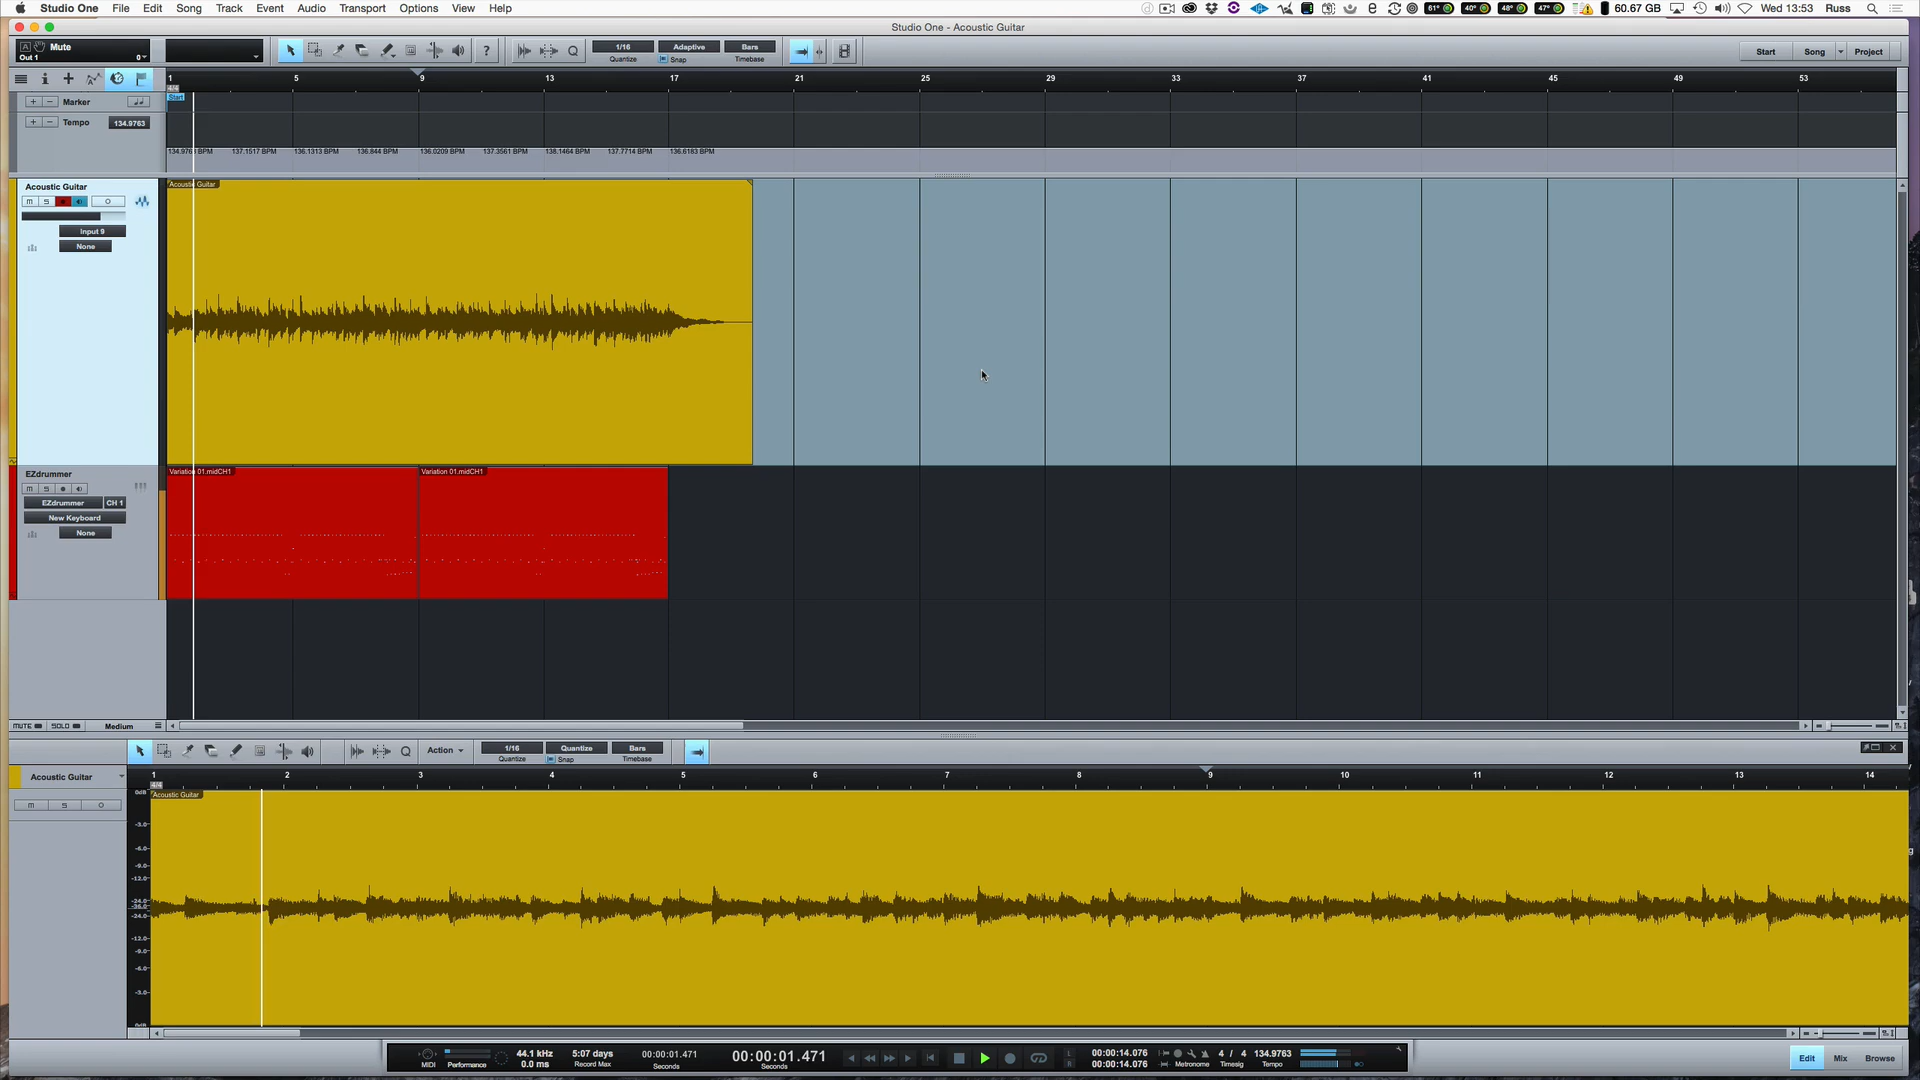 Studio One File Edit Song Track Event Audio Transport Options View Help
61° 40° 48° 47° 60.67 GB Wed 13:53 Russ
Studio One - Acoustic Guitar
Mute
Out 1 0
1/16 Adaptive Bars
Quantize Snap Timebase
Start Song Project
1 5 9 13 17 21 25 29 33 37 41 45 49 53
4/4
Start
Marker
Tempo 134.9763
137.1517 BPM 136.1313 BPM 136.844 BPM 136.0209 BPM 137.3561 BPM 138.1464 BPM 137.7714 BPM 136.6183 BPM
Acoustic Guitar
Acoustic Guitar
M S
Input 9
None
EZdrummer
Variation 01.midCH1 Variation 01.midCH1
M S
EZdrummer CH 1
New Keyboard
None
MUTE SOLO Medium
Action
1/16 Quantize Bars
Quantize Snap Timebase
Acoustic Guitar
1 2 3 4 5 6 7 8 9 10 11 12 13 14
4/4
M S
Acoustic Guitar
0dB
-3.0
-6.0
-9.0
-12.0
-24.0
-36.0
-24.0
-12.0
-9.0
-6.0
-3.0
0dB
MIDI Performance
44.1 kHz
0.0 ms
5:07 days
Record Max
00:00:01.471
Seconds
00:00:01.471
Seconds
L 00:00:14.076
R 00:00:14.076
Metronome
4 / 4
Timesig
134.9763
Tempo
Edit Mix Browse